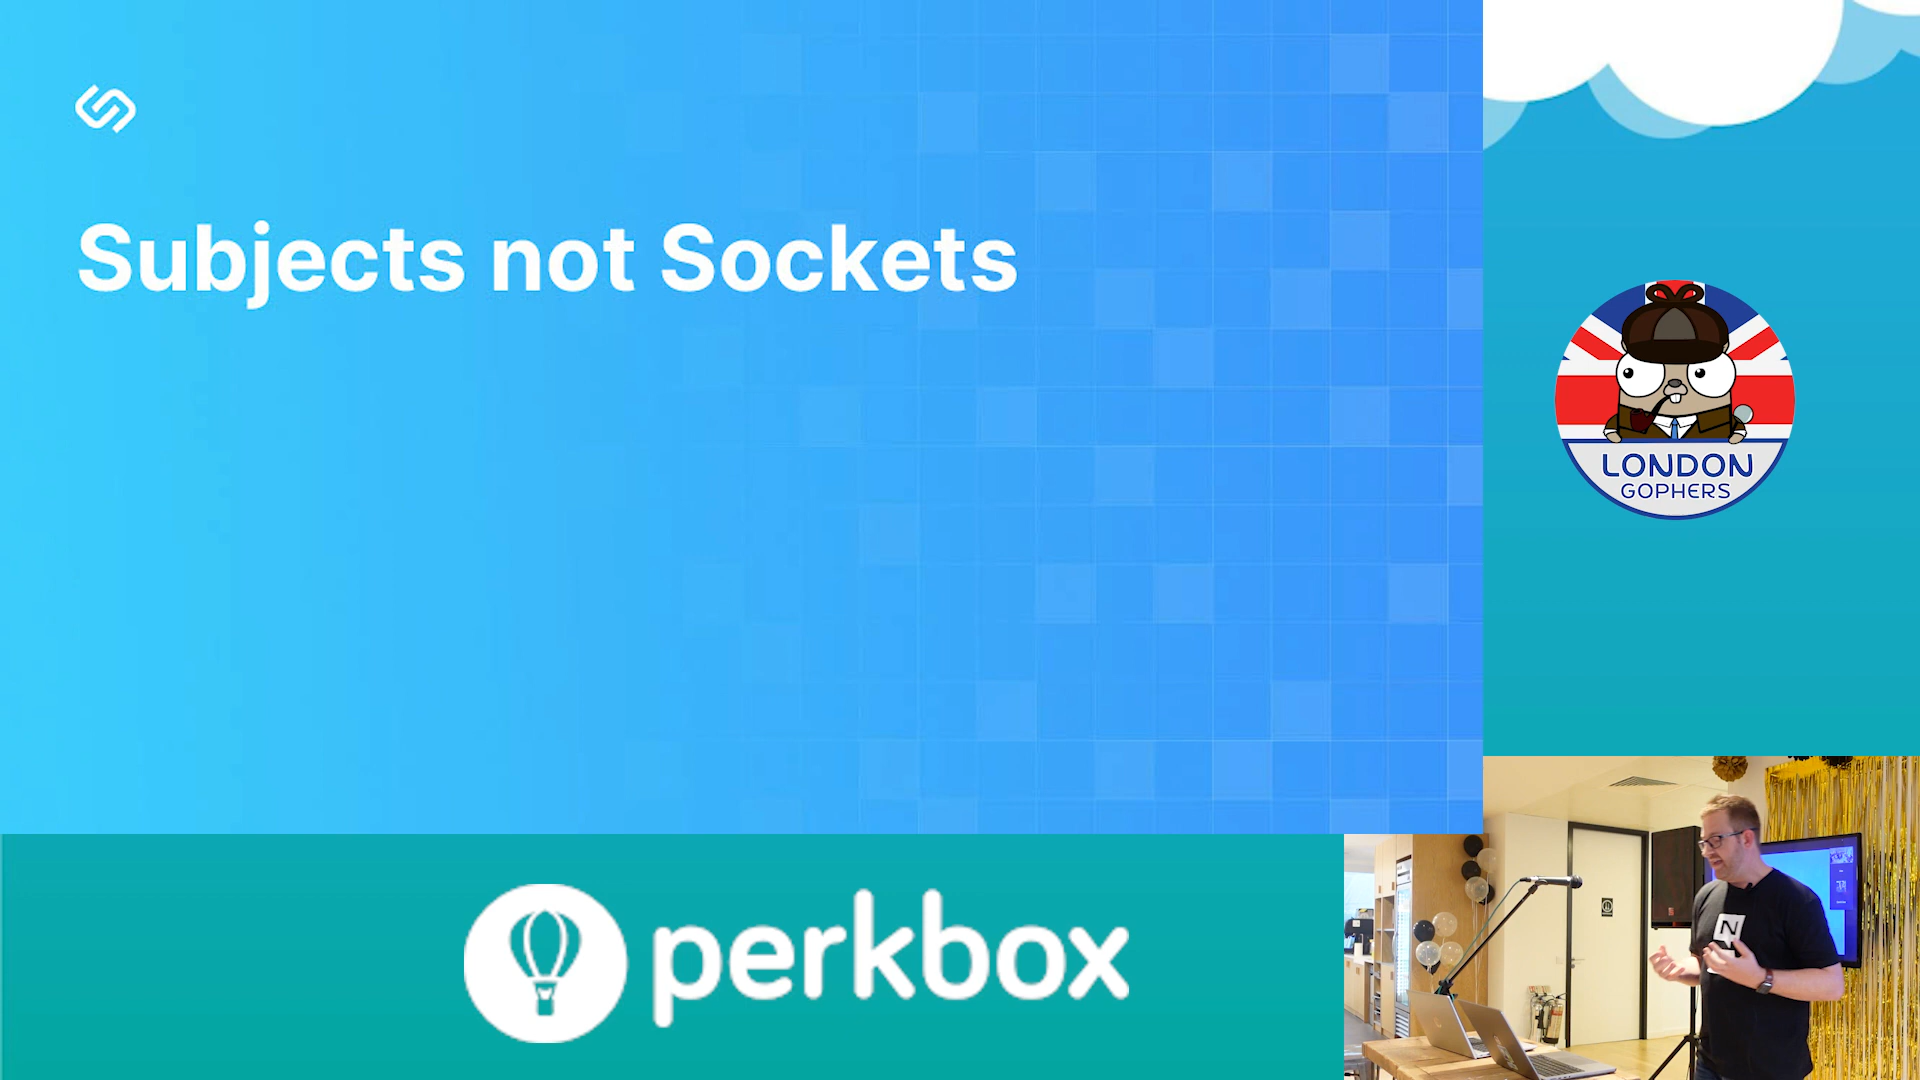 Subjects not Sockets
LONDON
GOPHERS
perkbox
N